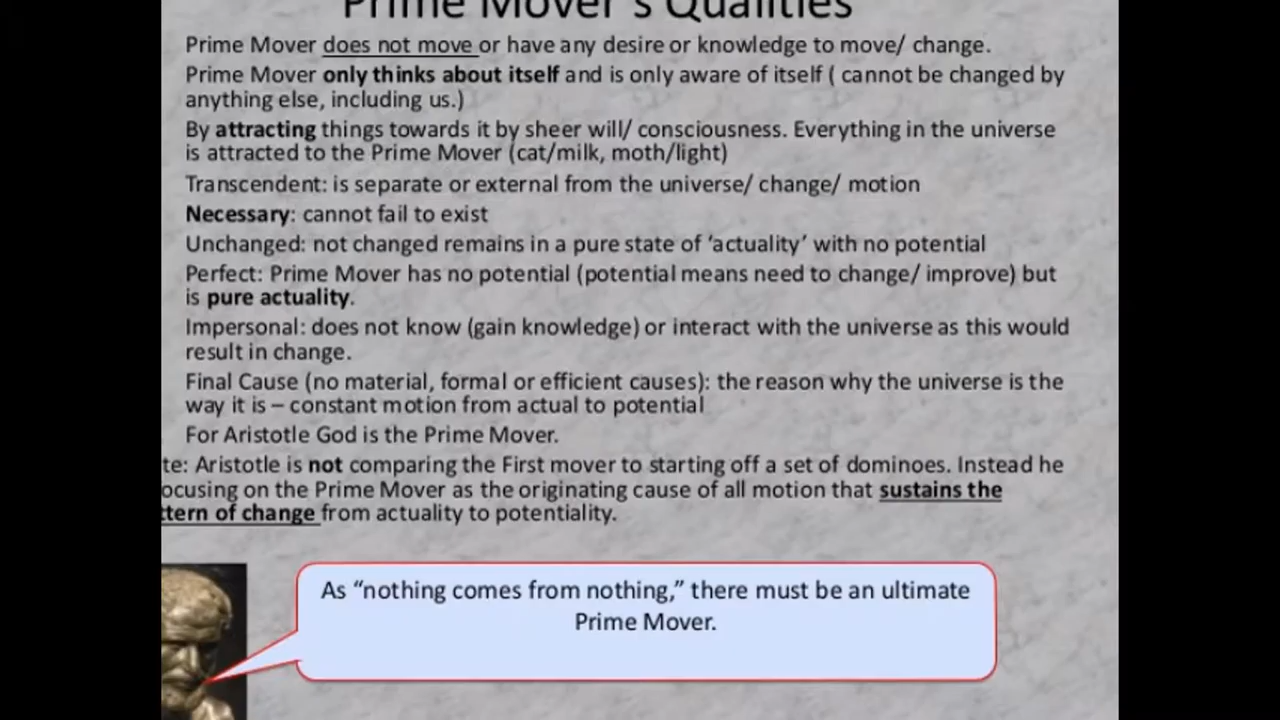 Prime Mover's Qualities
Prime Mover does not move or have any desire or knowledge to move/ change.
Prime Mover only thinks about itself and is only aware of itself ( cannot be changed by
anything else, including us.)
By attracting things towards it by sheer will/ consciousness. Everything in the universe
is attracted to the Prime Mover (cat/milk, moth/light)
Transcendent: is separate or external from the universe/ change/ motion
Necessary: cannot fail to exist
Unchanged: not changed remains in a pure state of ‘actuality’ with no potential
Perfect: Prime Mover has no potential (potential means need to change/ improve) but
is pure actuality.
Impersonal: does not know (gain knowledge) or interact with the universe as this would
result in change.
Final Cause (no material, formal or efficient causes): the reason why the universe is the
way it is – constant motion from actual to potential
For Aristotle God is the Prime Mover.
te: Aristotle is not comparing the First mover to starting off a set of dominoes. Instead he
ocusing on the Prime Mover as the originating cause of all motion that sustains the
ttern of change from actuality to potentiality.
As “nothing comes from nothing,” there must be an ultimate
Prime Mover.